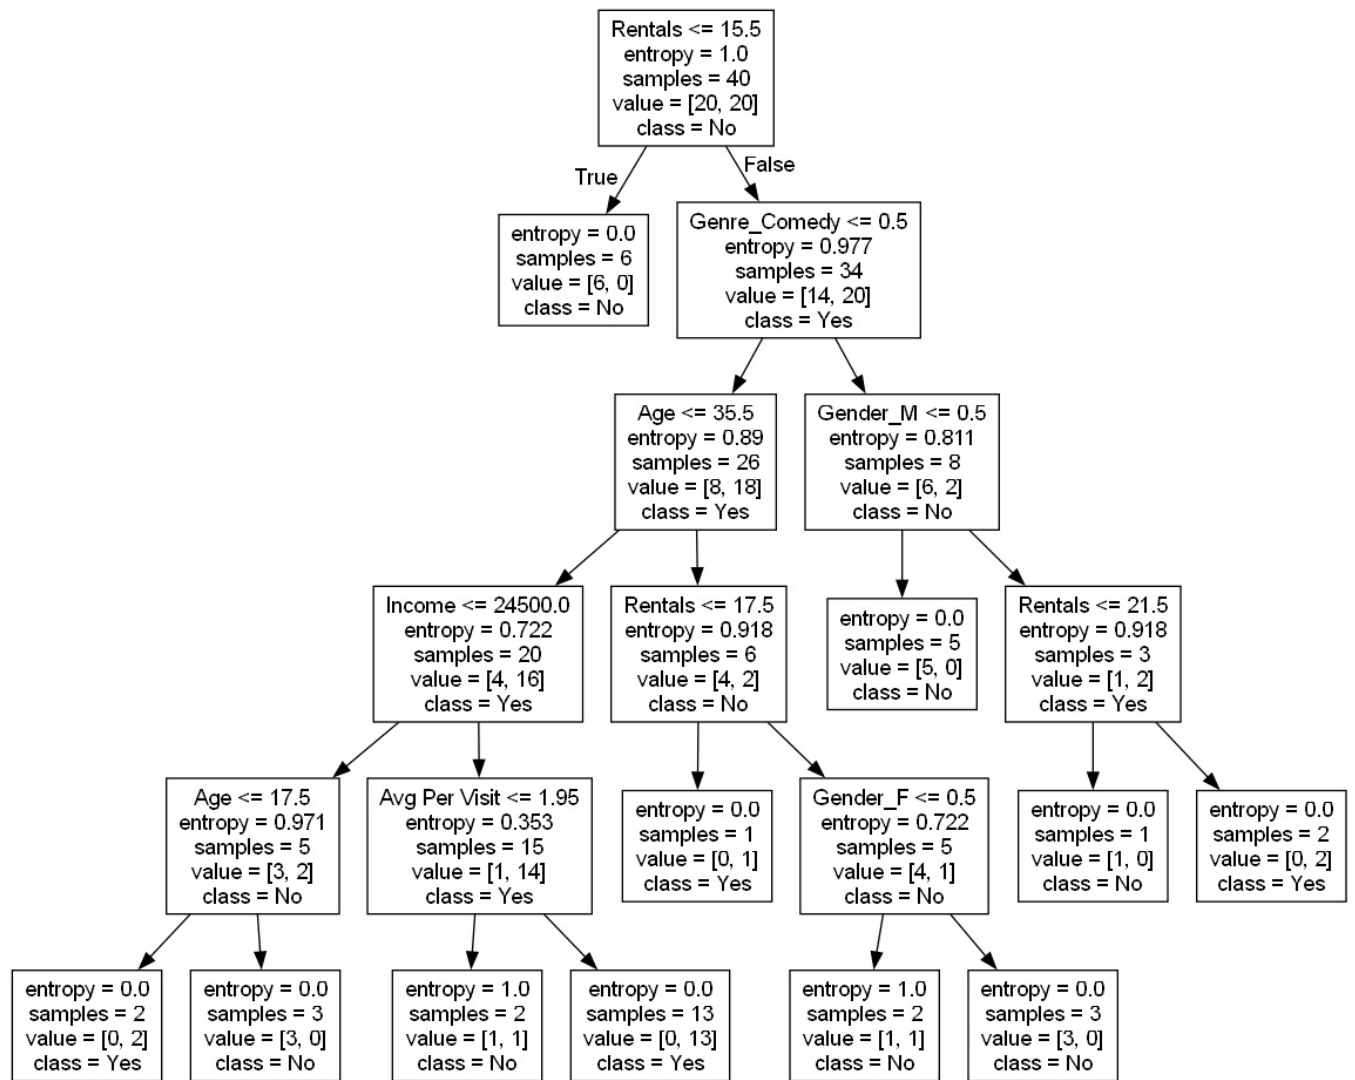 Rentals <= 15.5
entropy = 1.0
samples = 40
value = [20, 20]
class = No
True
False
entropy = 0.0
samples = 6
value = [6, 0]
class = No
Genre_Comedy <= 0.5
entropy = 0.977
samples = 34
value = [14, 20]
class = Yes
Age <= 35.5
entropy = 0.89
samples = 26
value = [8, 18]
class = Yes
Gender_M <= 0.5
entropy = 0.811
samples = 8
value = [6, 2]
class = No
Income <= 24500.0
entropy = 0.722
samples = 20
value = [4, 16]
class = Yes
Rentals <= 17.5
entropy = 0.918
samples = 6
value = [4, 2]
class = No
entropy = 0.0
samples = 5
value = [5, 0]
class = No
Rentals <= 21.5
entropy = 0.918
samples = 3
value = [1, 2]
class = Yes
Age <= 17.5
entropy = 0.971
samples = 5
value = [3, 2]
class = No
Avg Per Visit <= 1.95
entropy = 0.353
samples = 15
value = [1, 14]
class = Yes
entropy = 0.0
samples = 1
value = [0, 1]
class = Yes
Gender_F <= 0.5
entropy = 0.722
samples = 5
value = [4, 1]
class = No
entropy = 0.0
samples = 1
value = [1, 0]
class = No
entropy = 0.0
samples = 2
value = [0, 2]
class = Yes
entropy = 0.0
samples = 2
value = [0, 2]
class = Yes
entropy = 0.0
samples = 3
value = [3, 0]
class = No
entropy = 1.0
samples = 2
value = [1, 1]
class = No
entropy = 0.0
samples = 13
value = [0, 13]
class = Yes
entropy = 1.0
samples = 2
value = [1, 1]
class = No
entropy = 0.0
samples = 3
value = [3, 0]
class = No